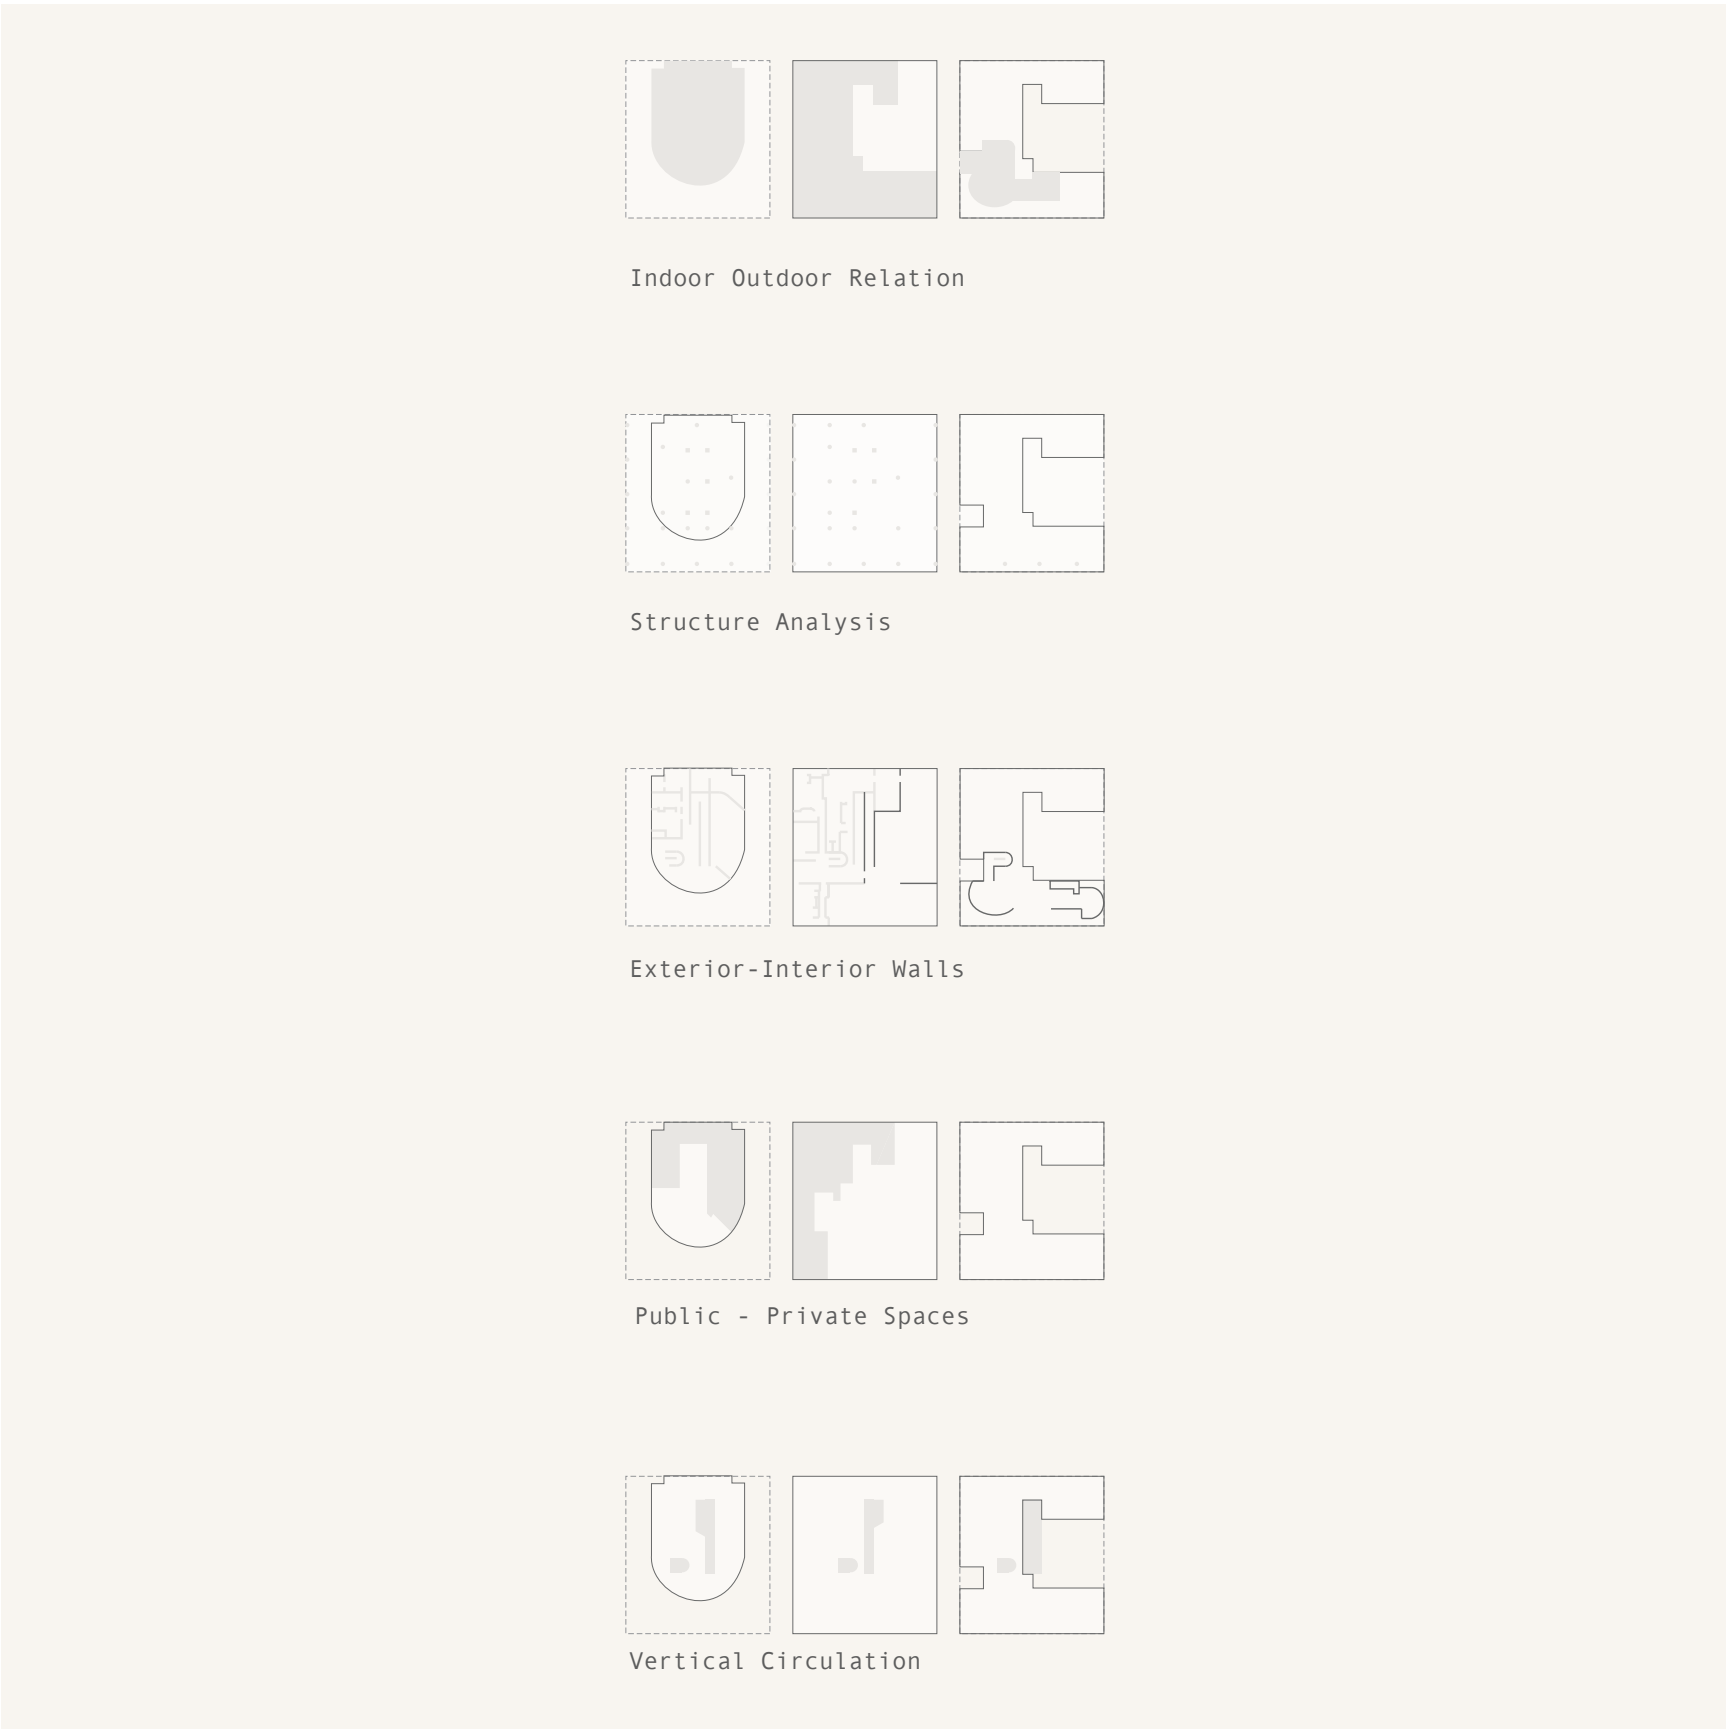 Indoor Outdoor Relation
Structure Analysis
Exterior-Interior Walls
Public - Private Spaces
Vertical Circulation